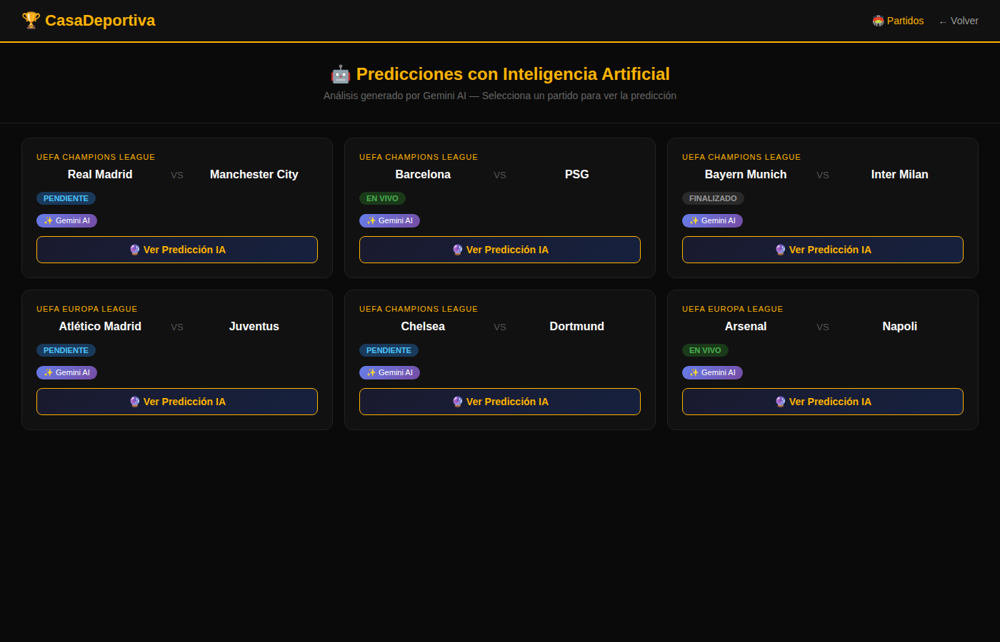 🏆 CasaDeportiva
🏟️ Partidos
← Volver
🤖 Predicciones con Inteligencia Artificial
Análisis generado por Gemini AI — Selecciona un partido para ver la predicción
UEFA CHAMPIONS LEAGUE
Real Madrid VS Manchester City
PENDIENTE
✨ Gemini AI
🔮 Ver Predicción IA
UEFA CHAMPIONS LEAGUE
Barcelona VS PSG
EN VIVO
✨ Gemini AI
🔮 Ver Predicción IA
UEFA CHAMPIONS LEAGUE
Bayern Munich VS Inter Milan
FINALIZADO
✨ Gemini AI
🔮 Ver Predicción IA
UEFA EUROPA LEAGUE
Atlético Madrid VS Juventus
PENDIENTE
✨ Gemini AI
🔮 Ver Predicción IA
UEFA CHAMPIONS LEAGUE
Chelsea VS Dortmund
PENDIENTE
✨ Gemini AI
🔮 Ver Predicción IA
UEFA EUROPA LEAGUE
Arsenal VS Napoli
EN VIVO
✨ Gemini AI
🔮 Ver Predicción IA